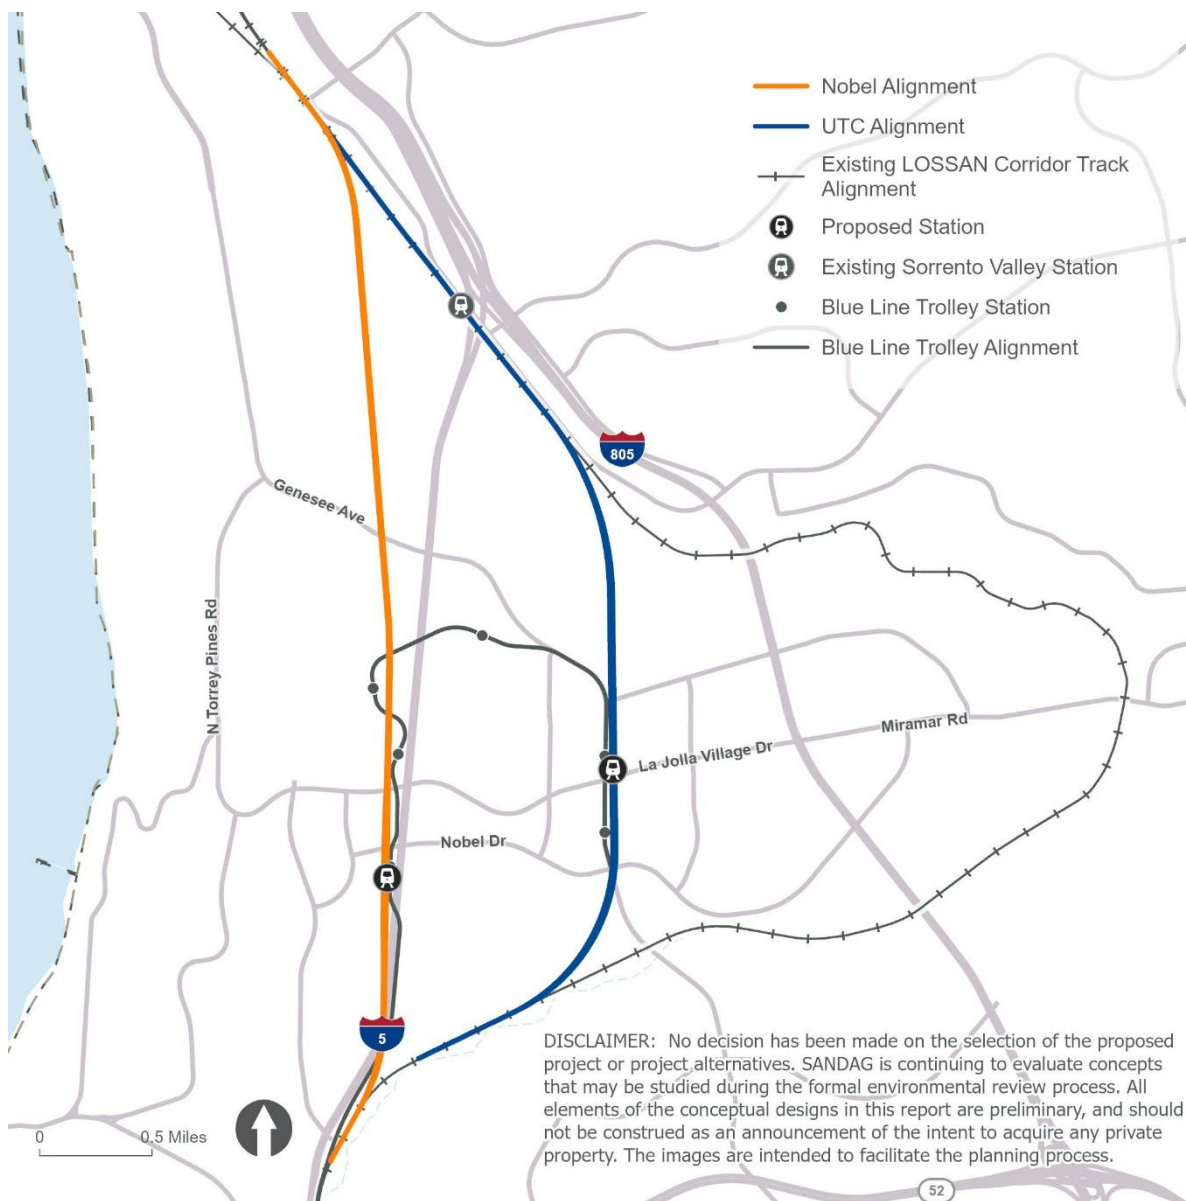 Nobel Alignment
UTC Alignment
Existing LOSSAN Corridor Track
Alignment
Proposed Station
Existing Sorrento Valley Station
Blue Line Trolley Station
Blue Line Trolley Alignment
805
Genesee Ave
N Torrey Pines Rd
Miramar Rd
La Jolla Village Dr
Nobel Dr
5
DISCLAIMER: No decision has been made on the selection of the proposed
project or project alternatives. SANDAG is continuing to evaluate concepts
that may be studied during the formal environmental review process. All
elements of the conceptual designs in this report are preliminary, and should
not be construed as an announcement of the intent to acquire any private
property. The images are intended to facilitate the planning process.
0 0.5 Miles
52